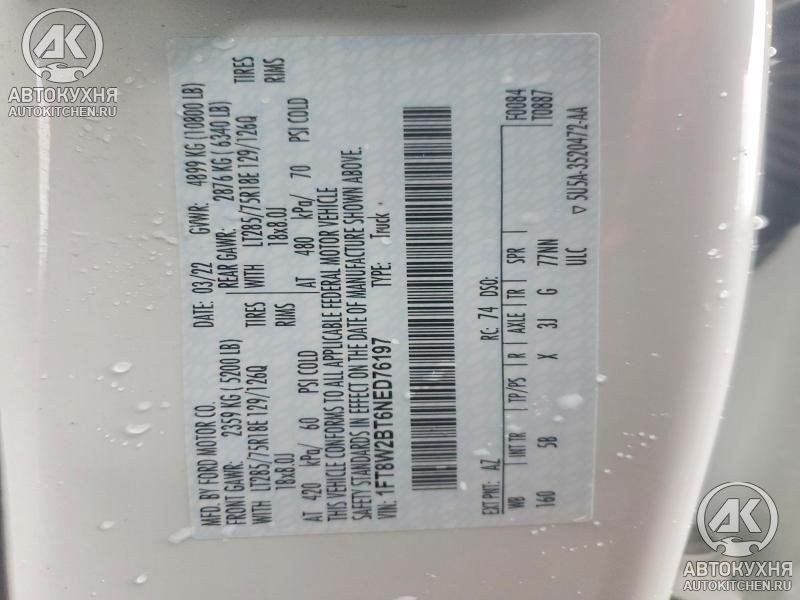 MFD. BY FORD MOTOR CO.
DATE: 03/22 GVWR: 4899 KG (10800 LB)
FRONT GAWR: 2359 KG (5200 LB) REAR GAWR: 2876 KG (6340 LB)
WITH LT285/75R18E 129/126Q TIRES WITH LT285/75R18E 129/126Q TIRES
18x8.0J RIMS 18x8.0J RIMS
AT 420 kPa/ 60 PSI COLD AT 480 kPa/ 70 PSI COLD
THIS VEHICLE CONFORMS TO ALL APPLICABLE FEDERAL MOTOR VEHICLE
SAFETY STANDARDS IN EFFECT ON THE DATE OF MANUFACTURE SHOWN ABOVE.
VIN: 1FT8W2BT6NED76197 TYPE: Truck
F0084
T0887
EXT PNT: AZ RC: 74 DSO:
WB INT TR TP/PS R AXLE TR SPR
160 5B X 3J G 77NN
ULC
▽ 5U5A-3520472-AA
AK
АВТОКУХНЯ
AUTOKITCHEN.RU
AK
АВТОКУХНЯ
AUTOKITCHEN.RU